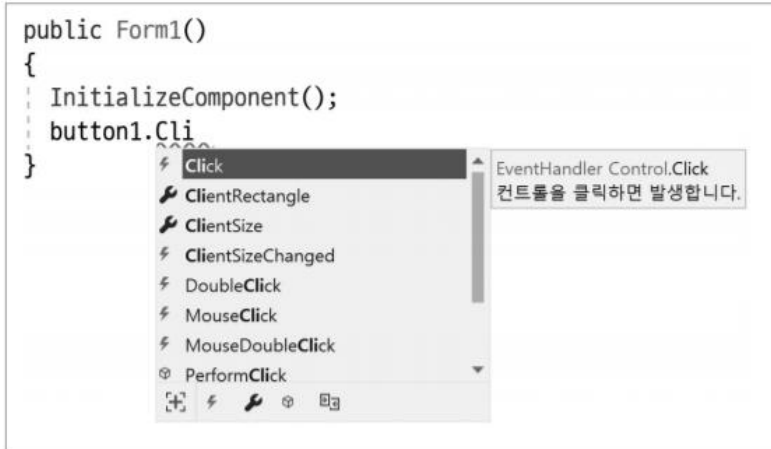 public Form1()
{
InitializeComponent();
button1.Cli
}
Click
ClientRectangle
ClientSize
ClientSizeChanged
DoubleClick
MouseClick
MouseDoubleClick
PerformClick
EventHandler Control.Click
컨트롤을 클릭하면 발생합니다.